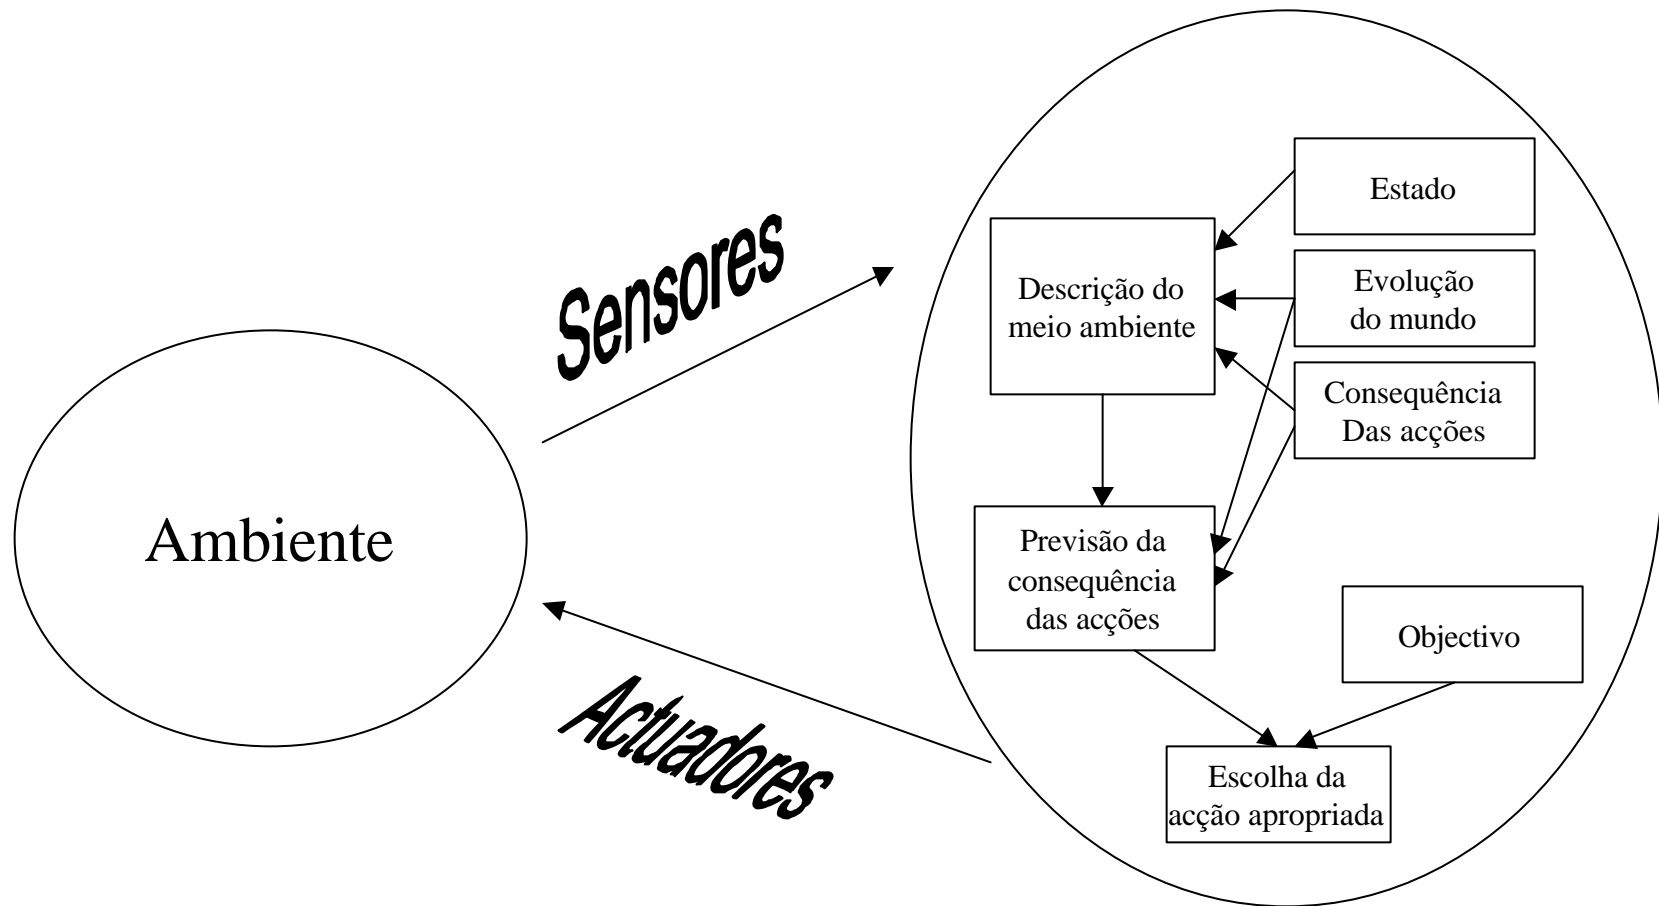 Ambiente
Sensores
Actuadores
Estado
Descrição do
meio ambiente
Evolução
do mundo
Consequência
Das acções
Previsão da
consequência
das acções
Objectivo
Escolha da
acção apropriada